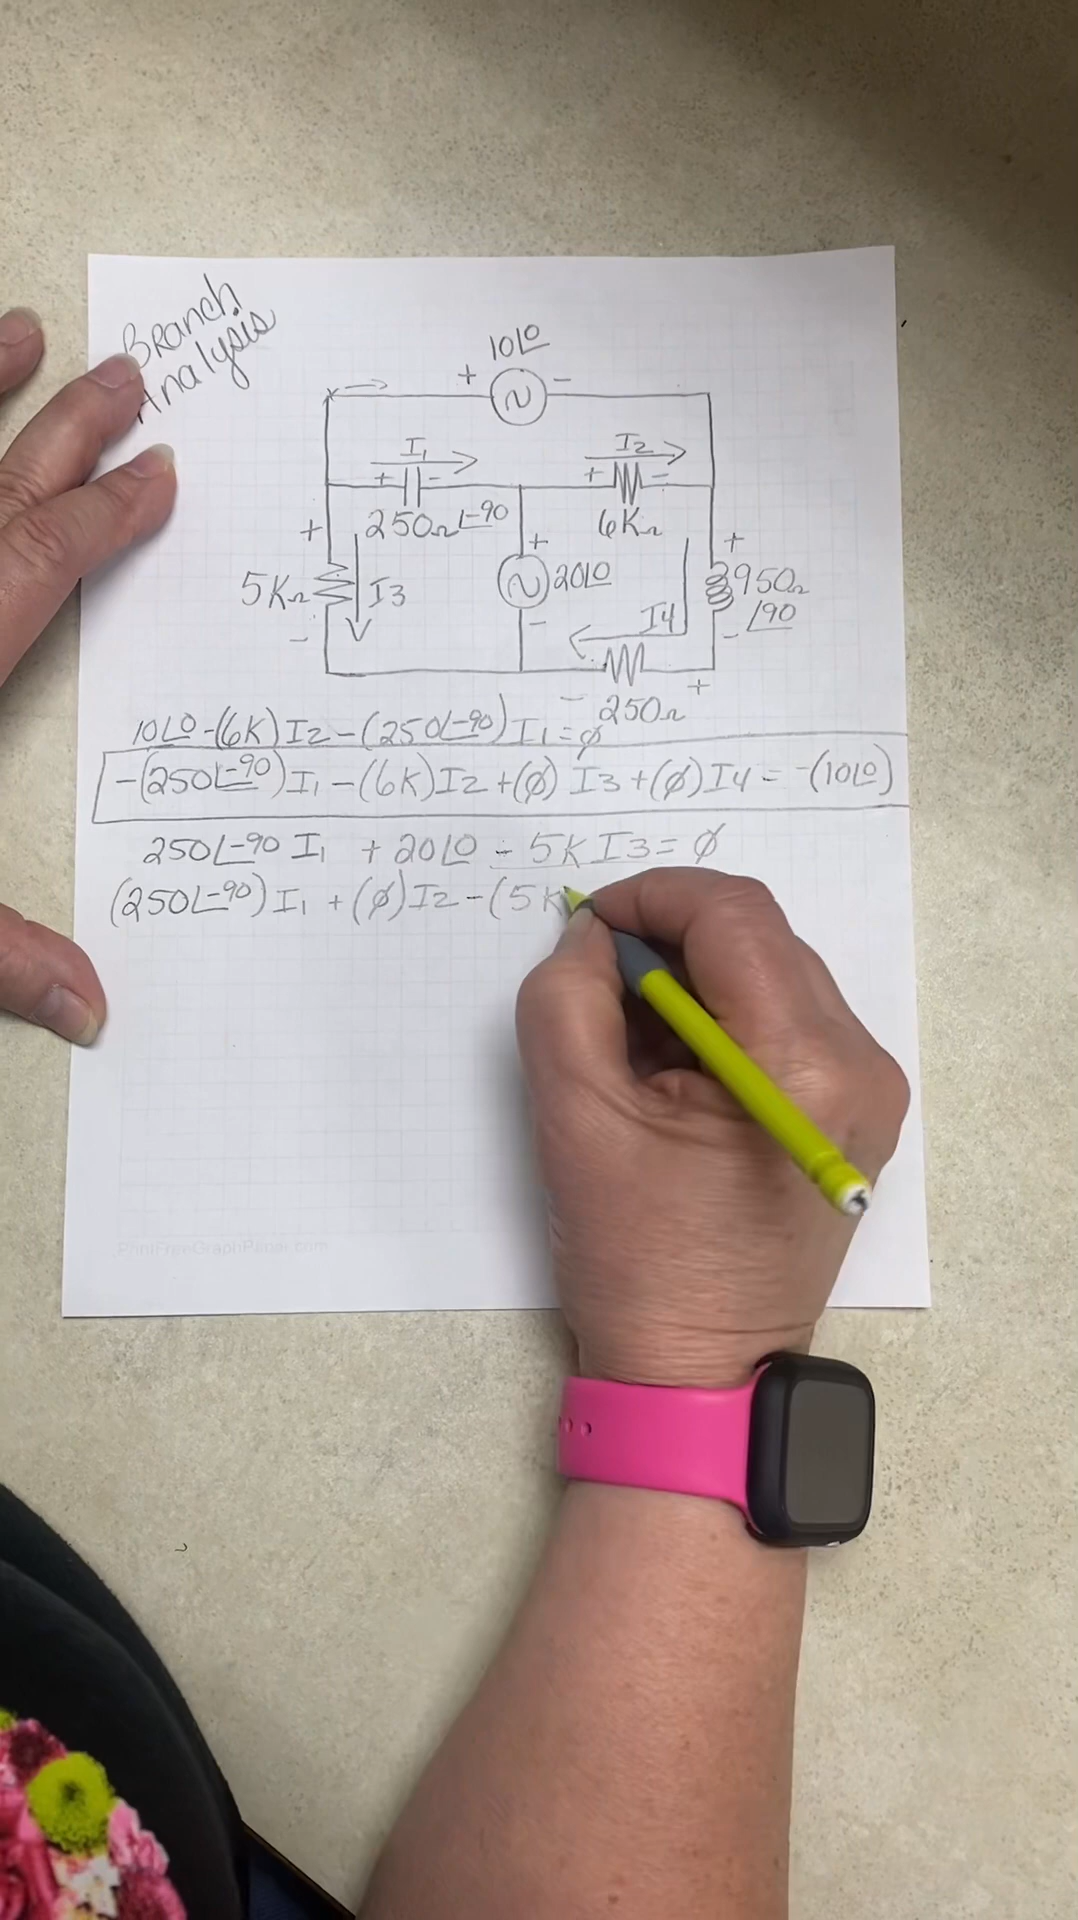 Branch
Analysis
10∠0
+ -
I1 I2
+ - + -
250Ω∠-90 6KΩ
+ + +
5KΩ I3 20∠0 950Ω
∠90
- - I4 -
- +
250Ω
10∠0 -(6K)I2 -(250∠-90)I1 = ∅
-(250∠-90)I1 -(6K)I2 +(∅) I3 +(∅)I4 = -(10∠0)
250∠-90 I1 + 20∠0 - 5K I3 = ∅
(250∠-90)I1 + (∅)I2 -(5K
PrintFreeGraphPaper.com